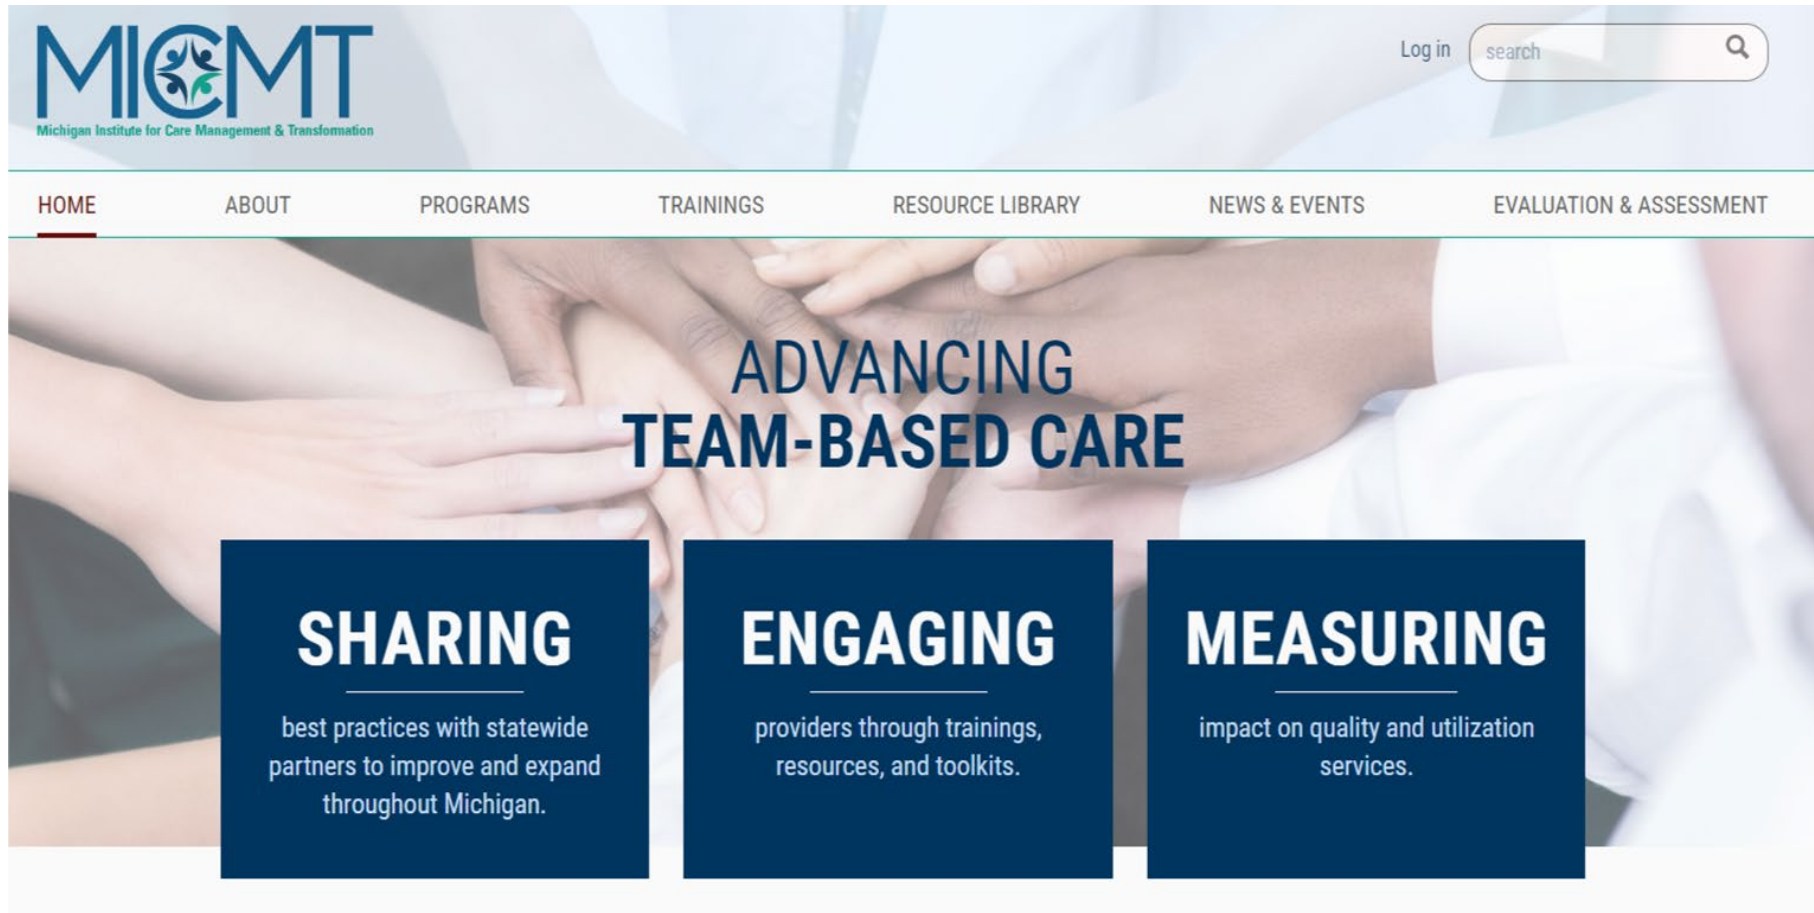 MICMT
Michigan Institute for Care Management & Transformation
Log in
search
HOME
ABOUT
PROGRAMS
TRAININGS
RESOURCE LIBRARY
NEWS & EVENTS
EVALUATION & ASSESSMENT
ADVANCING
TEAM-BASED CARE
SHARING
best practices with statewide
partners to improve and expand
throughout Michigan.
ENGAGING
providers through trainings,
resources, and toolkits.
MEASURING
impact on quality and utilization
services.